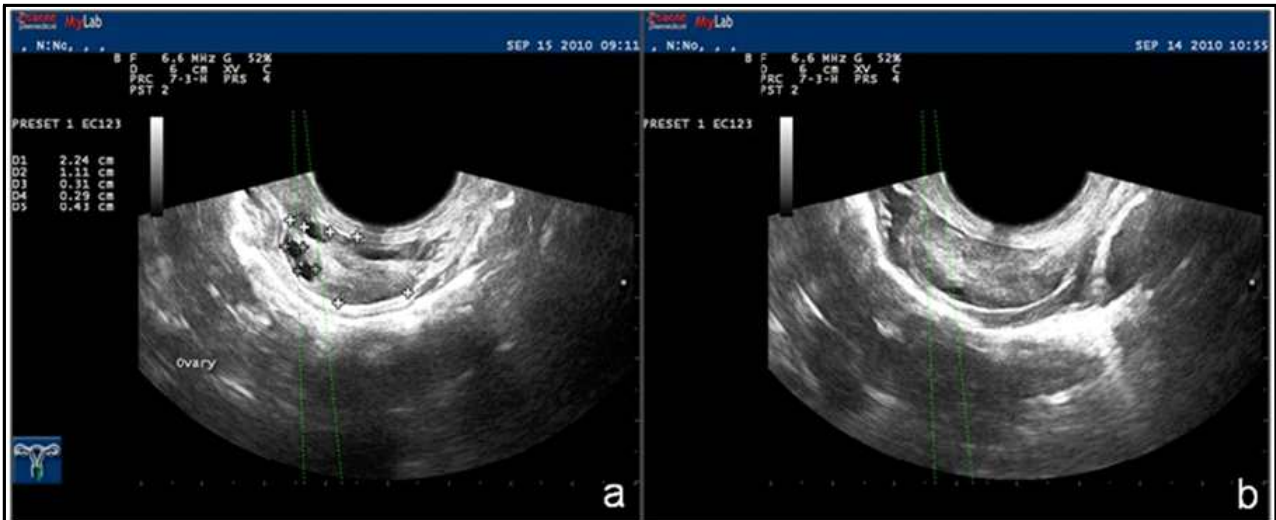 MyLab
, N:No, , ,
SEP 15 2010 09:11
B F 6.6 MHz G 52%
D 6 cm XV C
PRC 7-3-H PRS 4
PST 2
PRESET 1 EC123
D1 2.24 cm
D2 1.11 cm
D3 0.31 cm
D4 0.29 cm
D5 0.43 cm
Ovary
a
MyLab
, N:No, , ,
SEP 14 2010 10:55
B F 6.6 MHz G 52%
D 6 cm XV C
PRC 7-3-H PRS 4
PST 2
PRESET 1 EC123
b